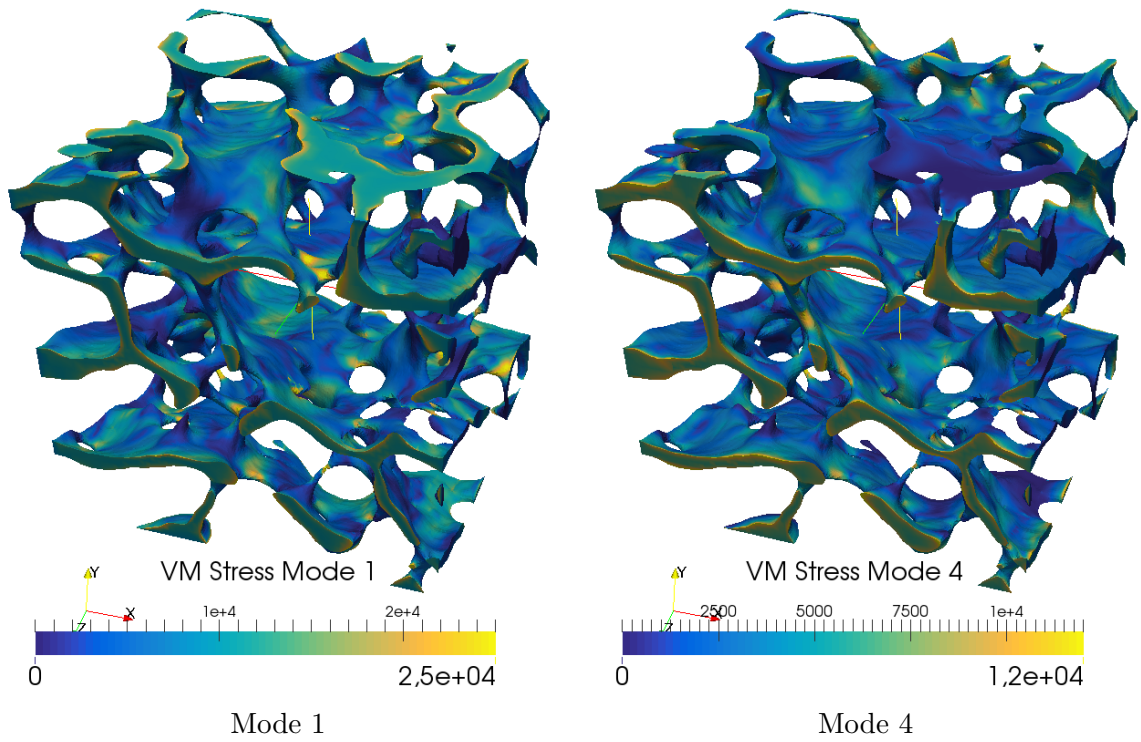 VM Stress Mode 1
Y
X
Z
1e+4 2e+4
0 2,5e+04
Mode 1
VM Stress Mode 4
Y
X
Z
2500 5000 7500 1e+4
0 1,2e+04
Mode 4